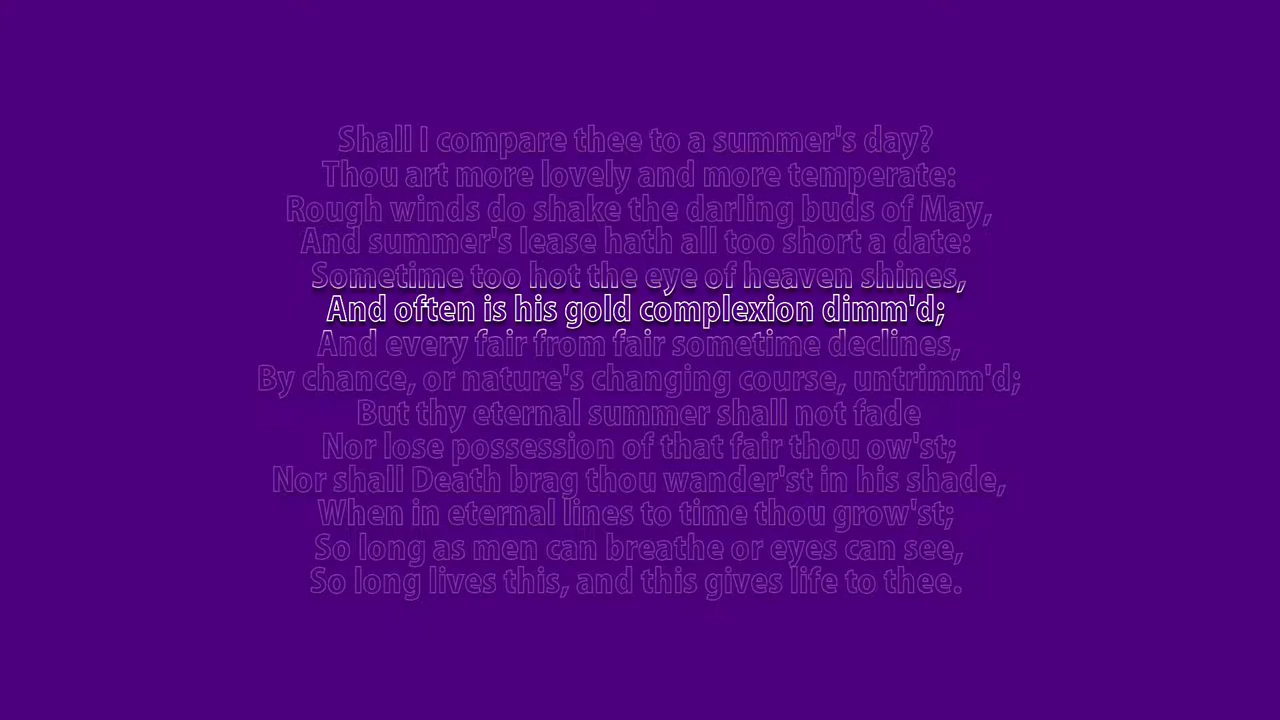 Shall I compare thee to a summer's day?
Thou art more lovely and more temperate:
Rough winds do shake the darling buds of May,
And summer's lease hath all too short a date:
Sometime too hot the eye of heaven shines,
And often is his gold complexion dimm'd;
And every fair from fair sometime declines,
By chance, or nature's changing course, untrimm'd;
But thy eternal summer shall not fade
Nor lose possession of that fair thou ow'st;
Nor shall Death brag thou wander'st in his shade,
When in eternal lines to time thou grow'st;
So long as men can breathe or eyes can see,
So long lives this, and this gives life to thee.